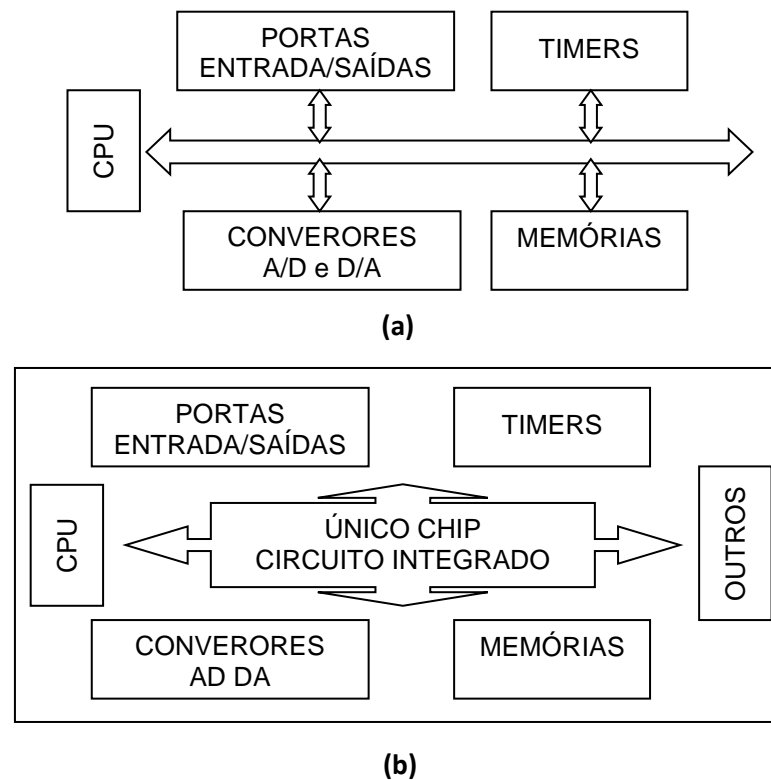 PORTAS
ENTRADA/SAÍDAS
TIMERS
CPU
CONVERORES
A/D e D/A
MEMÓRIAS
(a)
PORTAS
ENTRADA/SAÍDAS
TIMERS
CPU
ÚNICO CHIP
CIRCUITO INTEGRADO
OUTROS
CONVERORES
AD DA
MEMÓRIAS
(b)